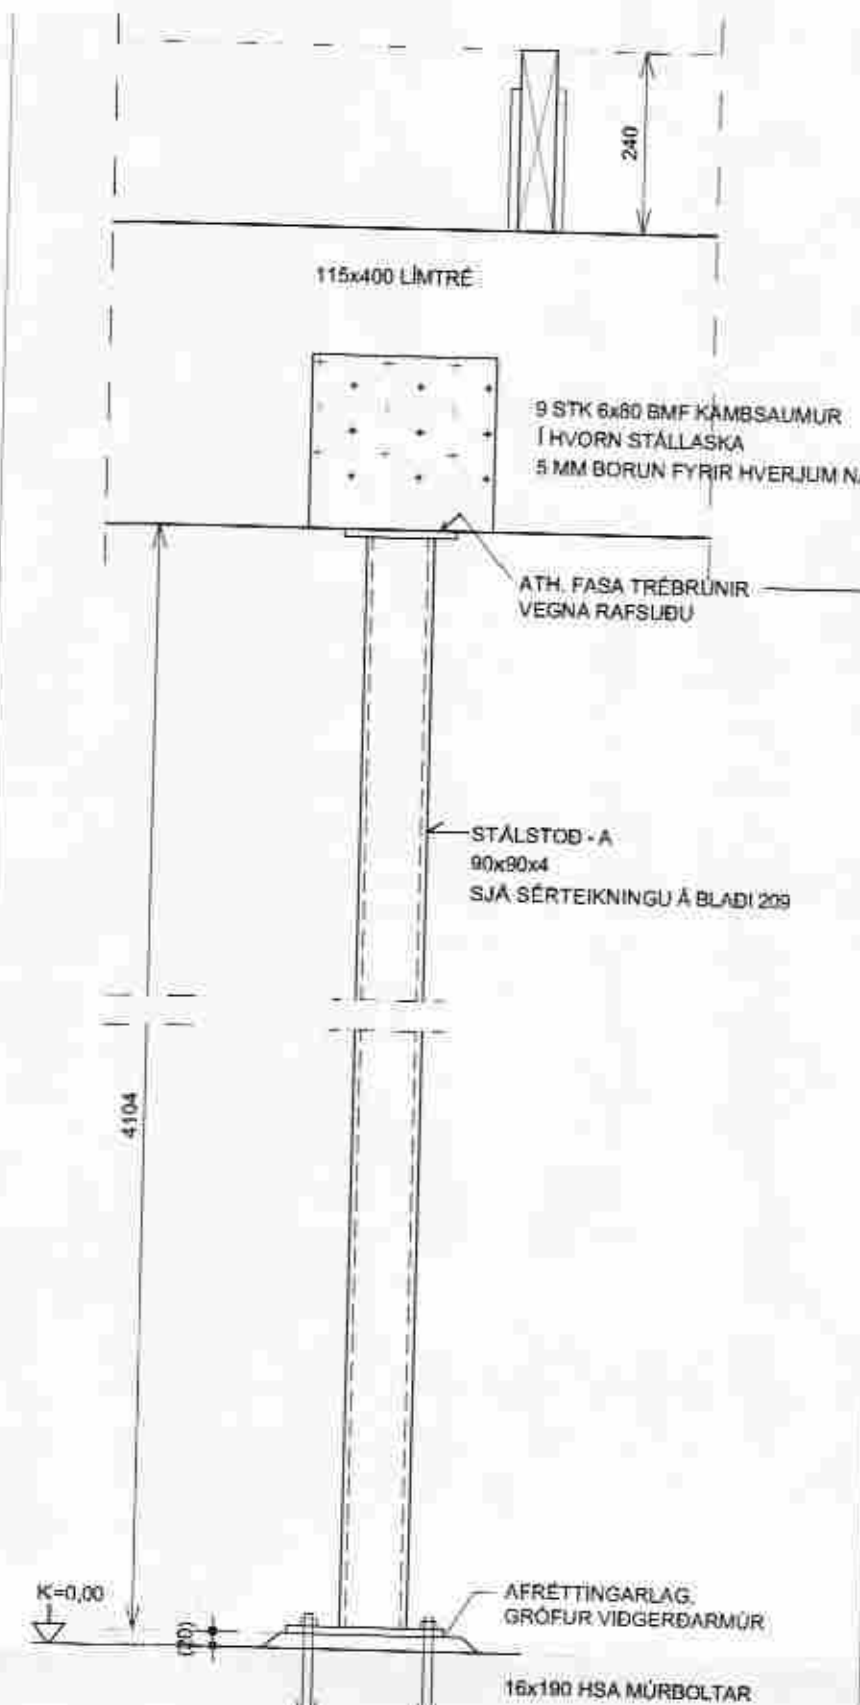 240
115x400 LÍMTRÉ
9 STK 6x80 BMF KAMBSAUMUR
Í HVORN STÁLLASKA
5 MM BORUN FYRIR HVERJUM
ATH. FASA TRÉBRÚNIR
VEGNA RAFSUÐU
STÁLSTOÐ - A
90x90x4
SJÁ SÉRTEIKNINGU Á BLAÐI 209
4104
K=0,00
(20)
AFRÉTTINGARLAG,
GRÓFUR VIÐGERÐARMÚR
16x190 HSA MÚRBOLTAR